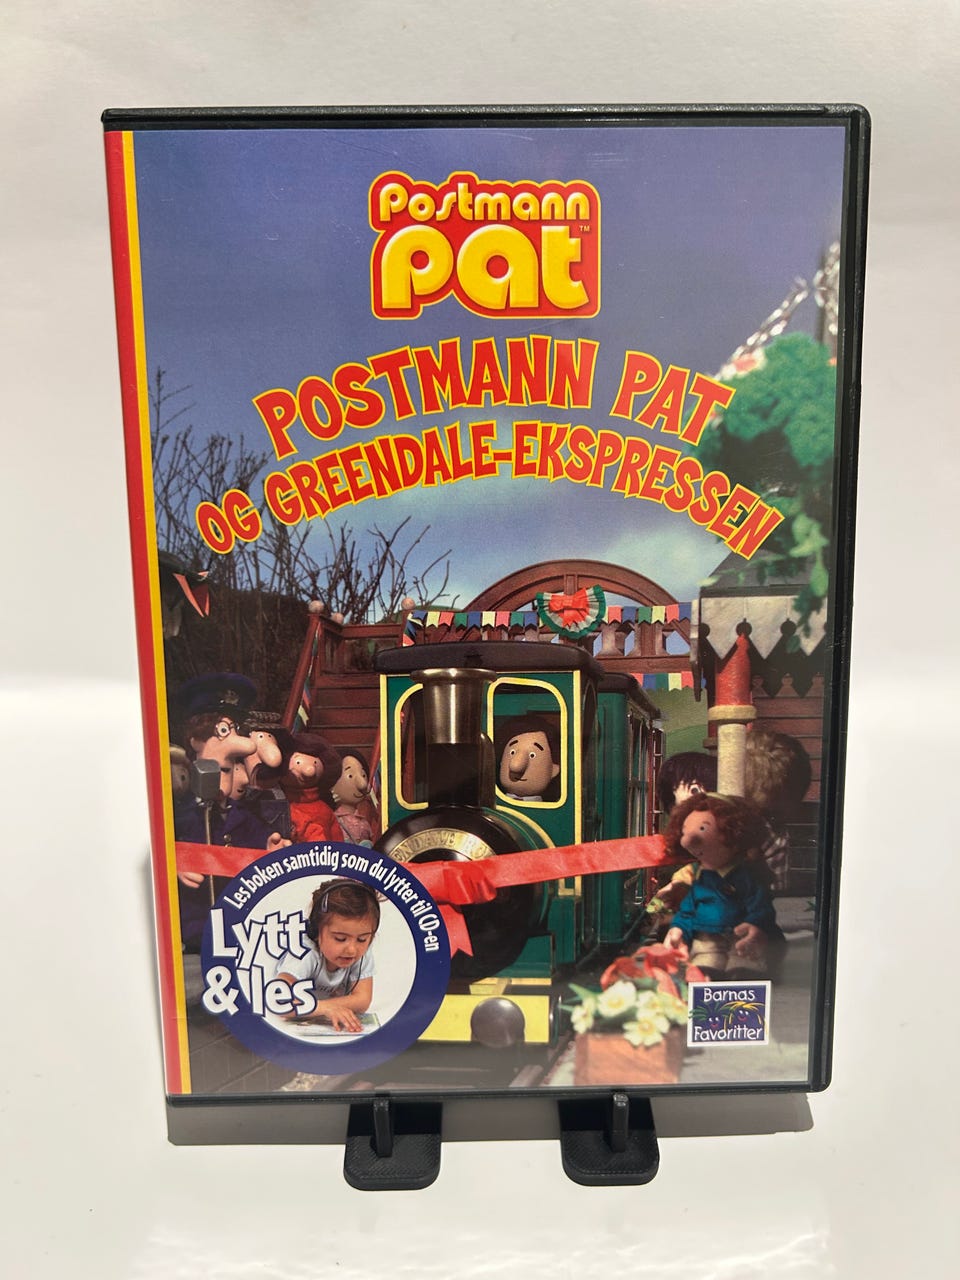 Postmann
pat™
POSTMANN PAT
OG GREENDALE-EKSPRESSEN
Les boken samtidig som du lytter til CD-en
Lytt
& les
Barnas
Favoritter